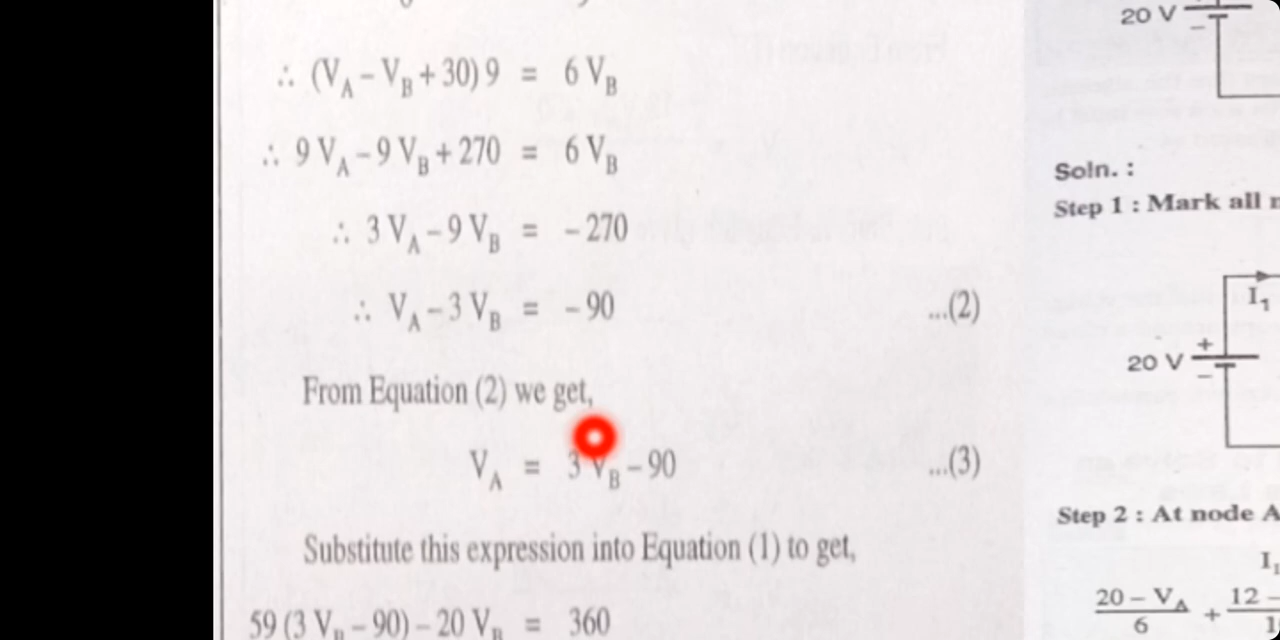 ∴ (V_A – V_B + 30) 9 = 6 V_B
∴ 9 V_A – 9 V_B + 270 = 6 V_B
∴ 3 V_A – 9 V_B = – 270
∴ V_A – 3 V_B = – 90 ...(2)
From Equation (2) we get,
V_A = 3 V_B – 90 ...(3)
Substitute this expression into Equation (1) to get,
59 (3 V_B – 90) – 20 V_B = 360
20 V
–
Soln. :
Step 1 : Mark all
I_1
+
20 V
–
Step 2 : At node A
20 – V_A / 6 + 12 –